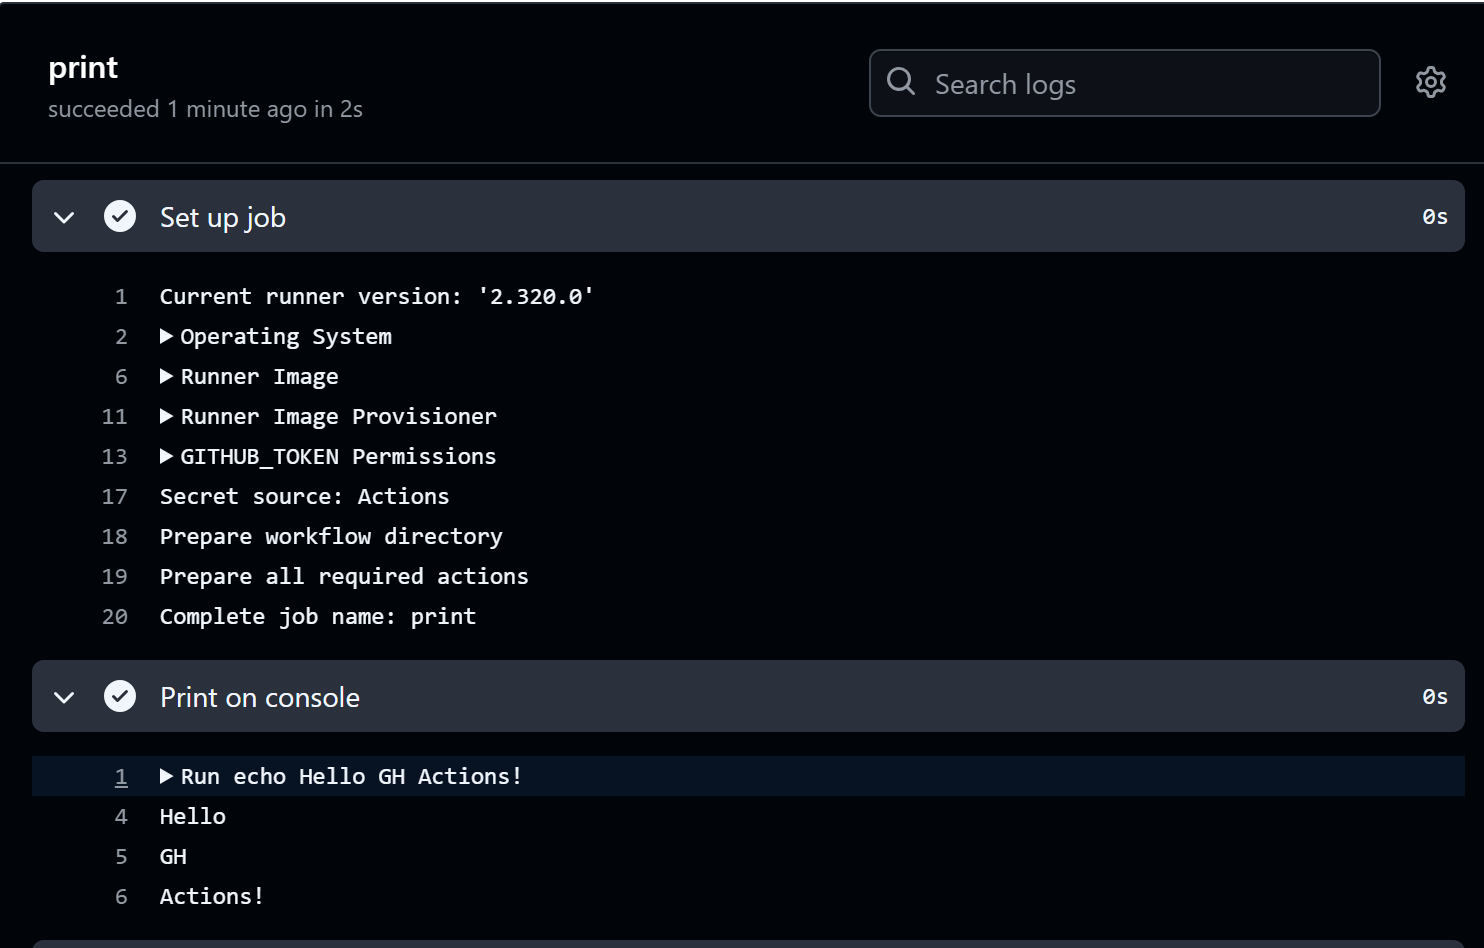 print
succeeded 1 minute ago in 2s
Search logs
Set up job 0s
1 Current runner version: '2.320.0'
2 ▶ Operating System
6 ▶ Runner Image
11 ▶ Runner Image Provisioner
13 ▶ GITHUB_TOKEN Permissions
17 Secret source: Actions
18 Prepare workflow directory
19 Prepare all required actions
20 Complete job name: print
Print on console 0s
1 ▶ Run echo Hello GH Actions!
4 Hello
5 GH
6 Actions!